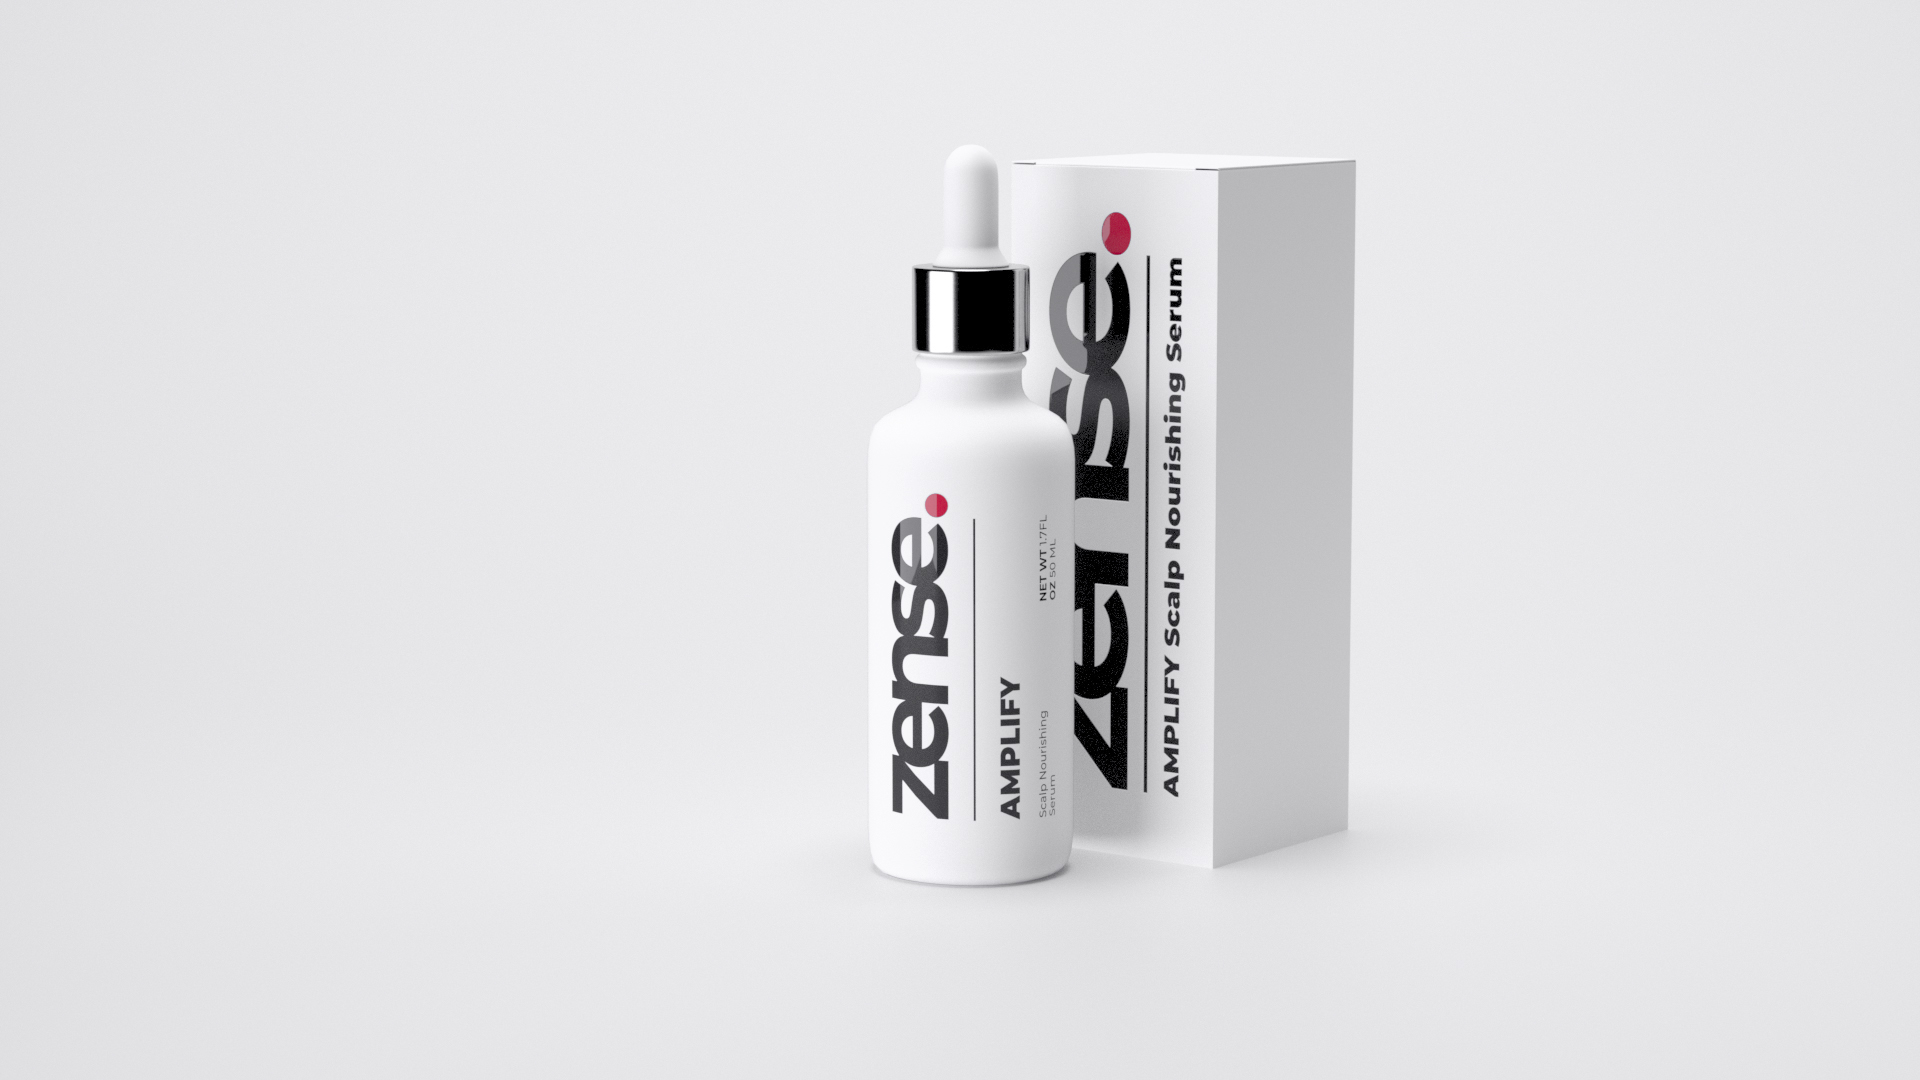 zense.
AMPLIFY
Scalp Nourishing
Serum
NET WT 1.7FL
OZ 50 ML
zense.
AMPLIFY Scalp Nourishing Serum